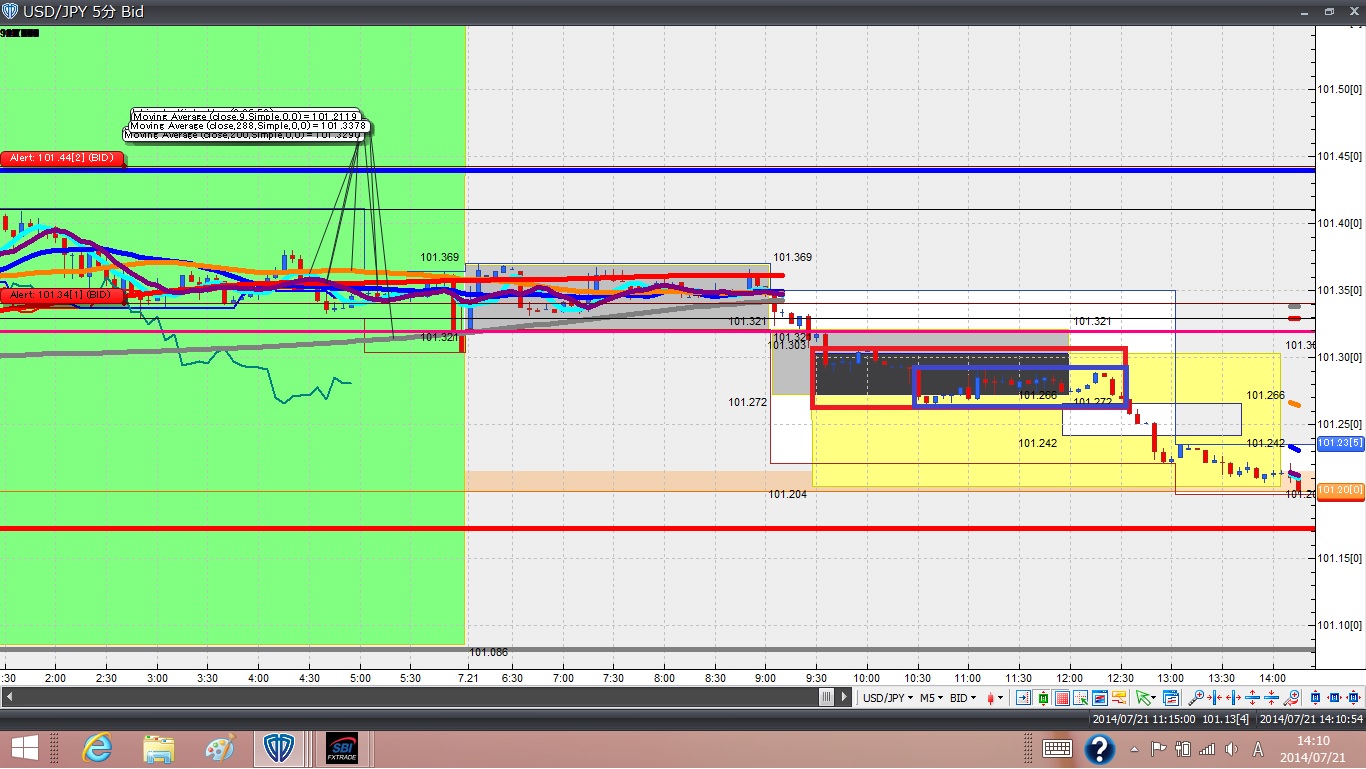 USD/JPY 5分 Bid
Moving Average (close,9,Simple,0,0) = 101.2119
Moving Average (close,288,Simple,0,0) = 101.3378
Moving Average (close,200,Simple,0,0) = 101.3290
Alert: 101.44[2] (BID)
Alert: 101.34[1] (BID)
101.369
101.369
101.321
101.321
101.321
101.303
101.272
101.266
101.272
101.266
101.242
101.242
101.204
101.086
101.50[0]
101.45[0]
101.40[0]
101.35[0]
101.30[0]
101.25[0]
101.23[5]
101.20[0]
101.15[0]
101.10[0]
:30 2:00 2:30 3:00 3:30 4:00 4:30 5:00 5:30 7:21 6:30 7:00 7:30 8:00 8:30 9:00 9:30 10:00 10:30 11:00 11:30 12:00 12:30 13:00 13:30 14:00
USD/JPY M5 BID
2014/07/21 11:15:00 101.13[4] 2014/07/21 14:10:54
SBI
FXTRADE
?
A
14:10
2014/07/21